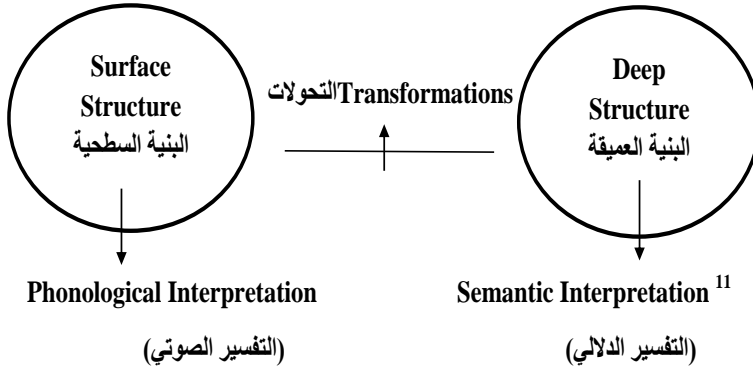 Surface
Structure
البنية السطحية
التحولاتTransformations
Deep
Structure
البنية العميقة
Phonological Interpretation
(التفسير الصوتي)
Semantic Interpretation 11
(التفسير الدلالي)